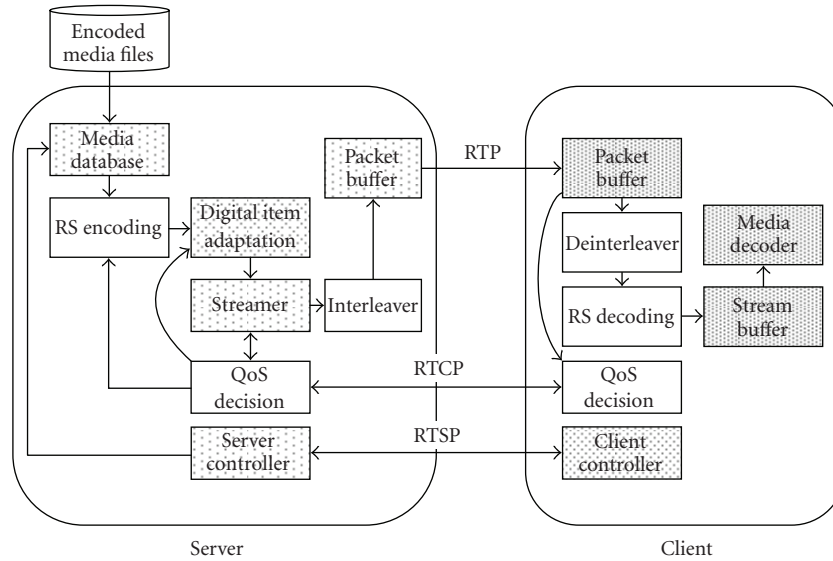 Encoded
media files
Media
database
RS encoding
Digital item
adaptation
Streamer
Interleaver
Packet
buffer
QoS
decision
Server
controller
Server
RTP
RTCP
RTSP
Packet
buffer
Deinterleaver
RS decoding
Media
decoder
Stream
buffer
QoS
decision
Client
controller
Client